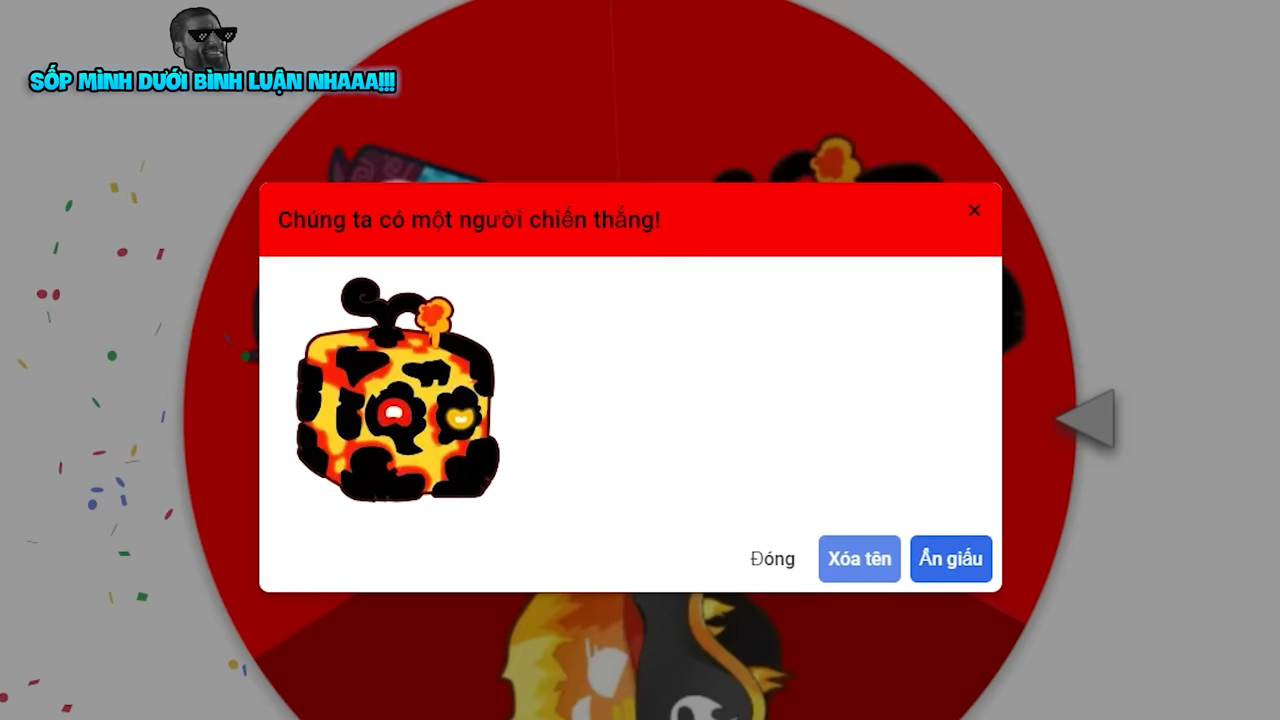 SỐP MÌNH DƯỚI BÌNH LUẬN NHAAA!!!
Chúng ta có một người chiến thắng!
×
Đóng
Xóa tên
Ẩn giấu